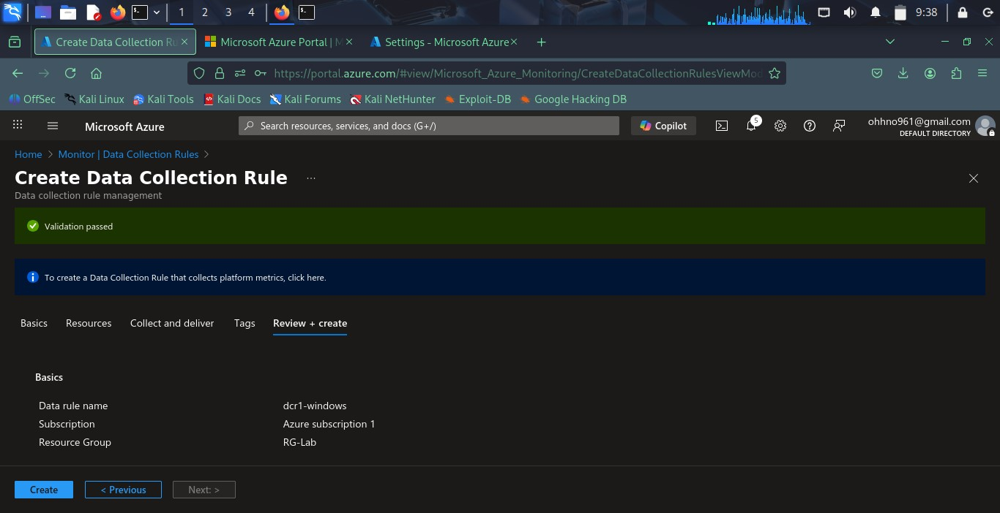 1 2 3 4 9:38
Create Data Collection Ru Microsoft Azure Portal | M Settings - Microsoft Azure
https://portal.azure.com/#view/Microsoft_Azure_Monitoring/CreateDataCollectionRulesViewMod
OffSec Kali Linux Kali Tools Kali Docs Kali Forums Kali NetHunter Exploit-DB Google Hacking DB
Microsoft Azure Search resources, services, and docs (G+/) Copilot 5 ohhno961@gmail.com
DEFAULT DIRECTORY
Home > Monitor | Data Collection Rules >
Create Data Collection Rule ...
Data collection rule management
Validation passed
To create a Data Collection Rule that collects platform metrics, click here.
Basics Resources Collect and deliver Tags Review + create
Basics
Data rule name dcr1-windows
Subscription Azure subscription 1
Resource Group RG-Lab
Create < Previous Next: >